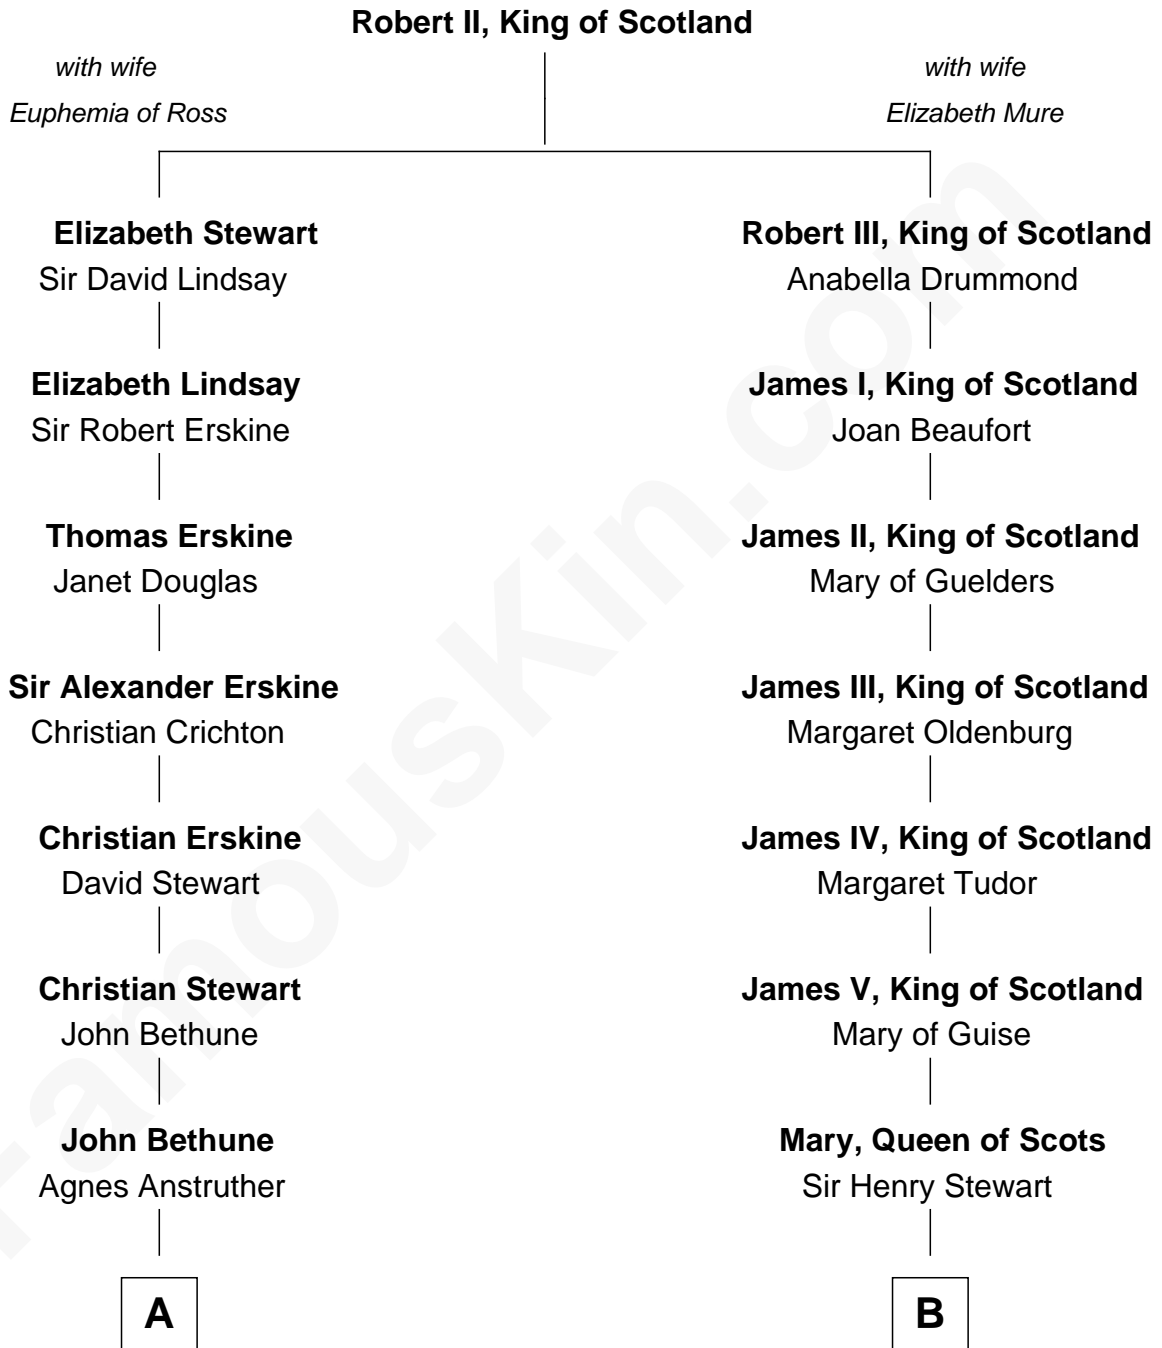 Robert II, King of Scotland
with wife
Euphemia of Ross
with wife
Elizabeth Mure
Elizabeth Stewart
Sir David Lindsay
Robert III, King of Scotland
Anabella Drummond
Elizabeth Lindsay
Sir Robert Erskine
James I, King of Scotland
Joan Beaufort
Thomas Erskine
Janet Douglas
James II, King of Scotland
Mary of Guelders
Sir Alexander Erskine
Christian Crichton
James III, King of Scotland
Margaret Oldenburg
Christian Erskine
David Stewart
James IV, King of Scotland
Margaret Tudor
Christian Stewart
John Bethune
James V, King of Scotland
Mary of Guise
John Bethune
Agnes Anstruther
Mary, Queen of Scots
Sir Henry Stewart
A
B
FamousKin.com